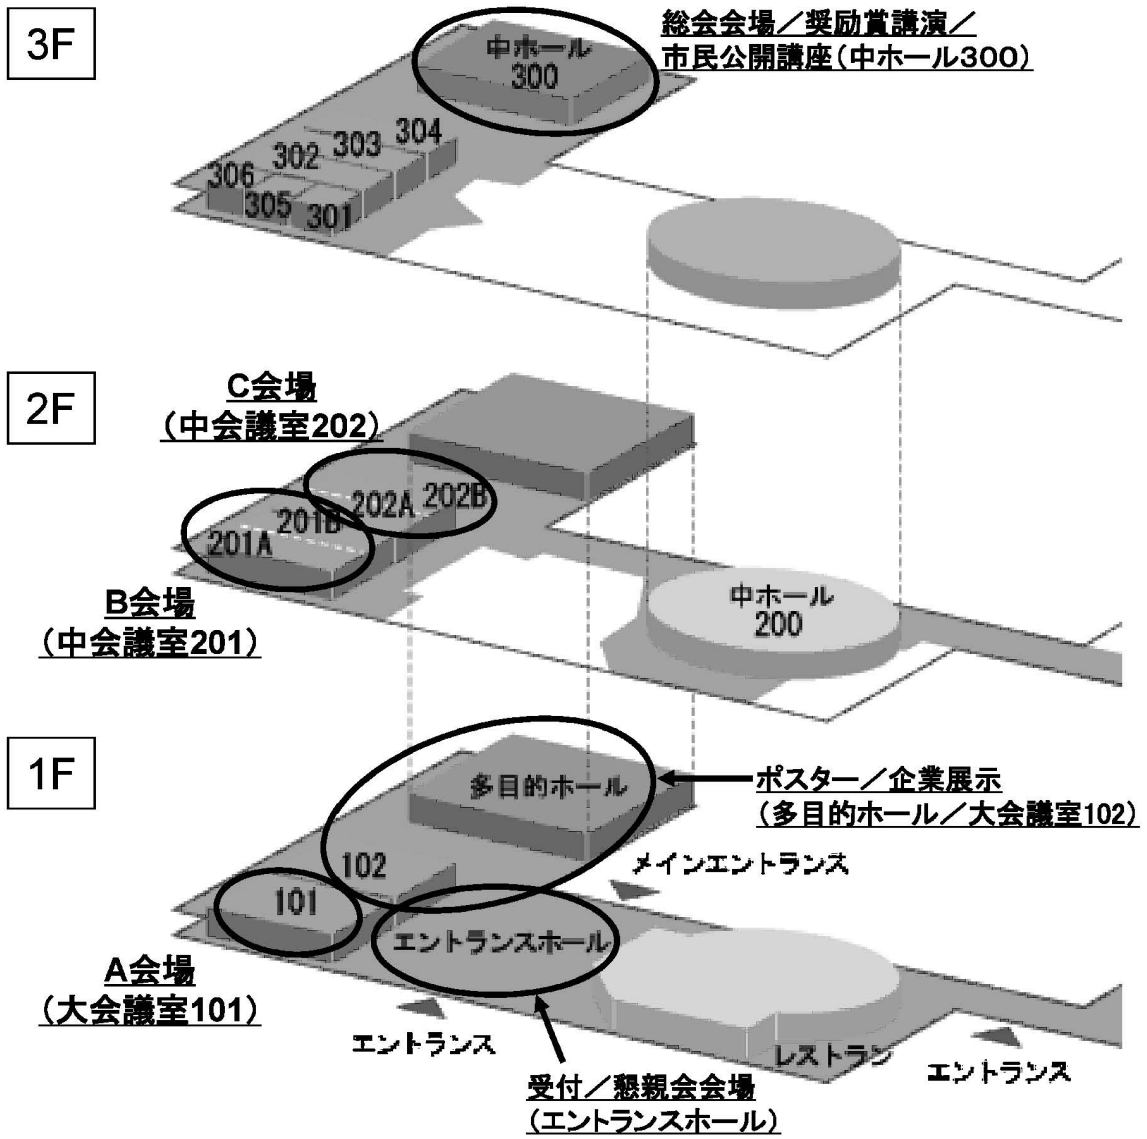 3F
総会会場／奨励賞講演／
市民公開講座（中ホール300）
中ホール
300
304
303
302
306
305
301
2F
C会場
（中会議室202）
202B
202A
201B
201A
B会場
（中会議室201）
中ホール
200
1F
多目的ホール
ポスター／企業展示
（多目的ホール／大会議室102）
メインエントランス
102
101
エントランスホール
A会場
（大会議室101）
エントランス
レストラン
エントランス
受付／懇親会会場
（エントランスホール）